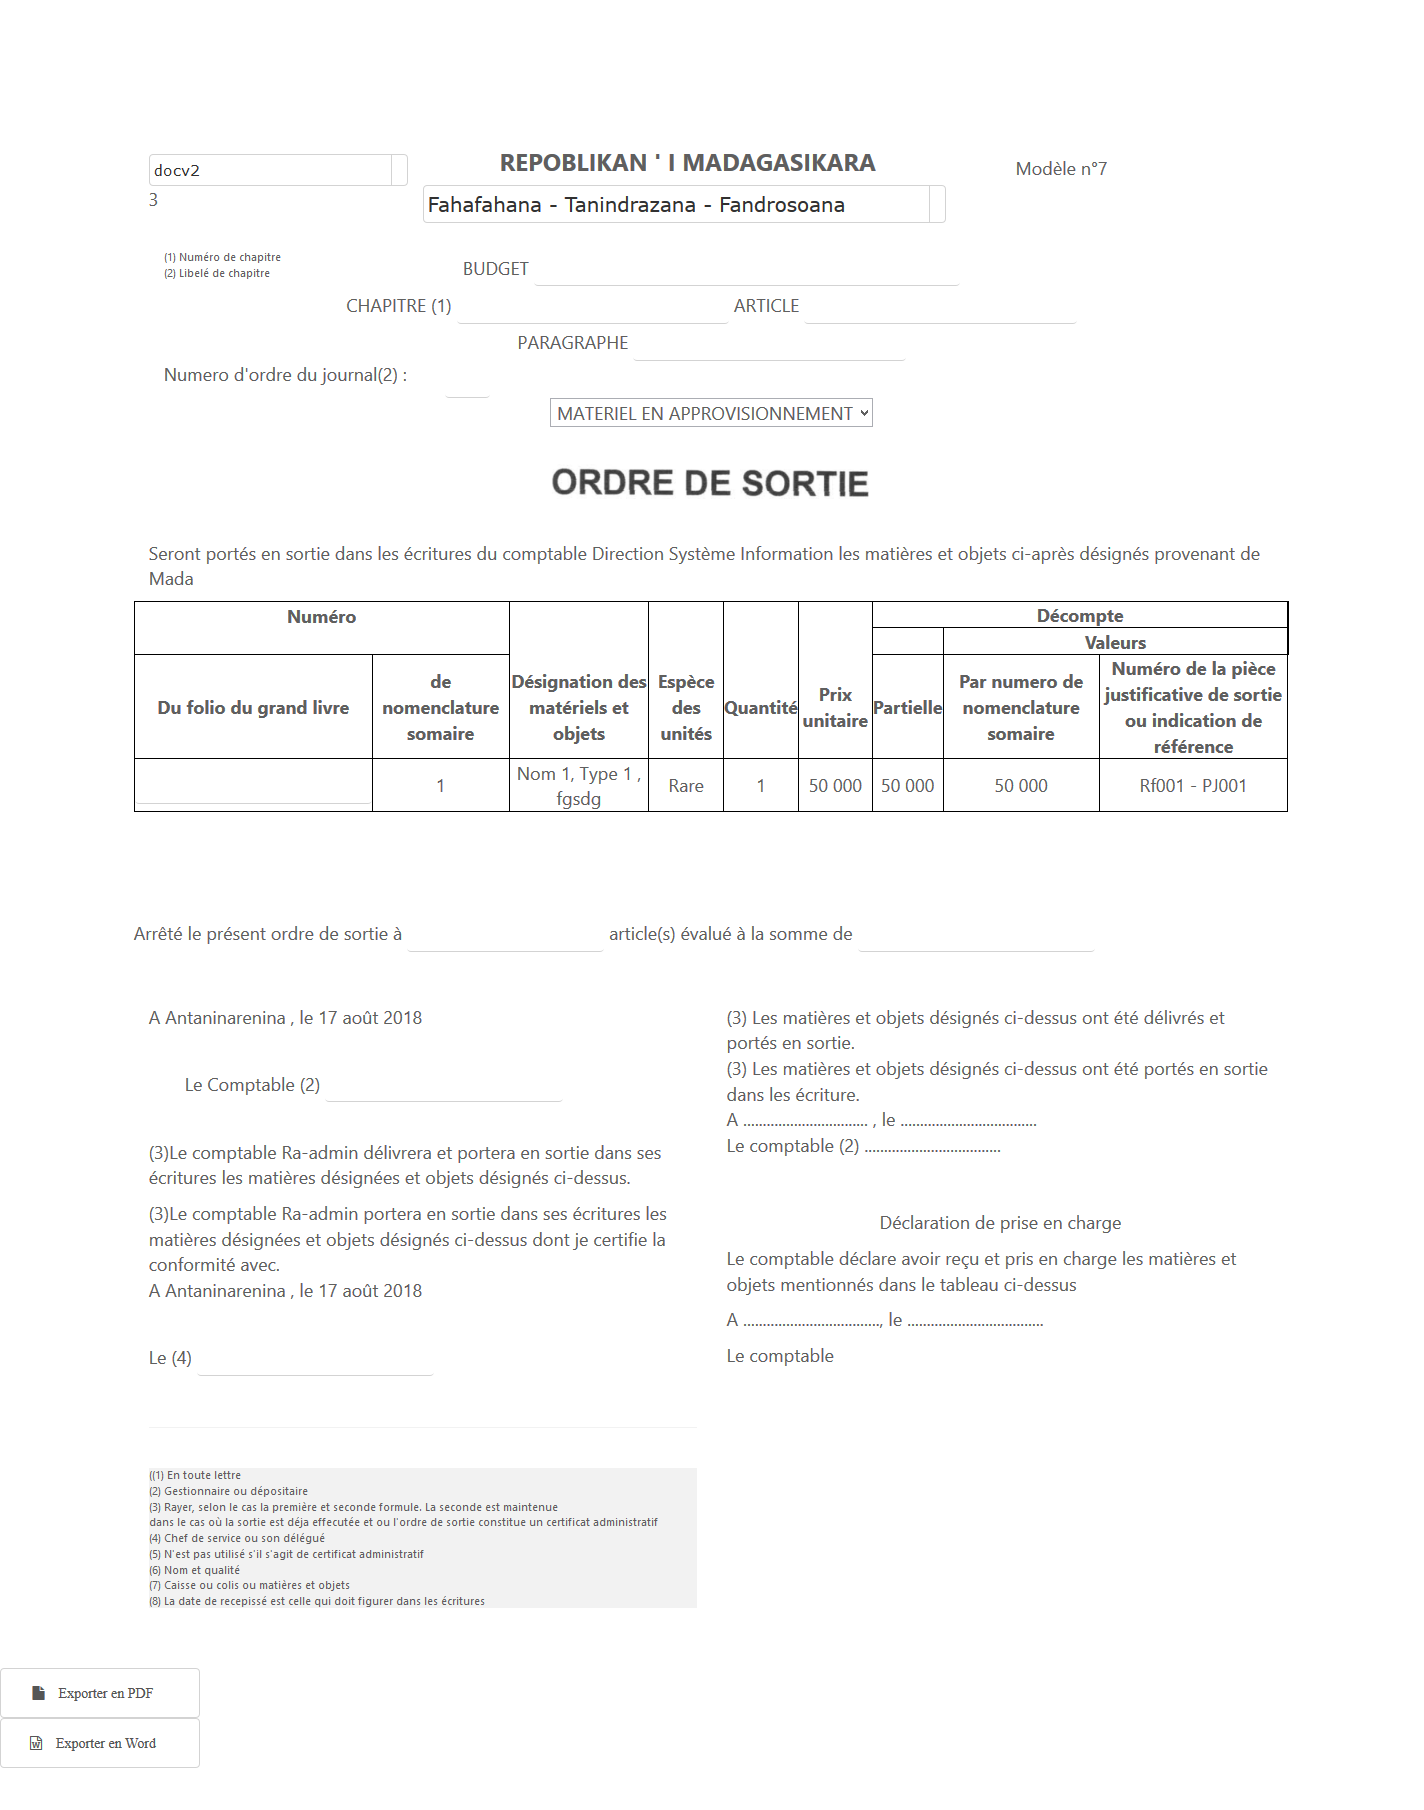 docv2
REPOBLIKAN ' I MADAGASIKARA
Modèle n°7
3
Fahafahana - Tanindrazana - Fandrosoana
(1) Numéro de chapitre
(2) Libelé de chapitre
BUDGET
CHAPITRE (1) ARTICLE
PARAGRAPHE
Numero d'ordre du journal(2) :
MATERIEL EN APPROVISIONNEMENT
ORDRE DE SORTIE
Seront portés en sortie dans les écritures du comptable Direction Système Information les matières et objets ci-après désignés provenant de
Mada
Numéro
Décompte
Valeurs
Du folio du grand livre
de
nomenclature
somaire
Désignation des
matériels et
objets
Espèce
des
unités
Quantité
Prix
unitaire
Partielle
Par numero de
nomenclature
somaire
Numéro de la pièce
justificative de sortie
ou indication de
référence
1
Nom 1, Type 1 ,
fgsdg
Rare
1
50 000
50 000
50 000
Rf001 - PJ001
Arrêté le présent ordre de sortie à article(s) évalué à la somme de
A Antaninarenina , le 17 août 2018
Le Comptable (2)
(3)Le comptable Ra-admin délivrera et portera en sortie dans ses
écritures les matières désignées et objets désignés ci-dessus.
(3)Le comptable Ra-admin portera en sortie dans ses écritures les
matières désignées et objets désignés ci-dessus dont je certifie la
conformité avec.
A Antaninarenina , le 17 août 2018
Le (4)
(3) Les matières et objets désignés ci-dessus ont été délivrés et
portés en sortie.
(3) Les matières et objets désignés ci-dessus ont été portés en sortie
dans les écriture.
A ................................ , le ...................................
Le comptable (2) ...................................
Déclaration de prise en charge
Le comptable déclare avoir reçu et pris en charge les matières et
objets mentionnés dans le tableau ci-dessus
A ..................................., le ...................................
Le comptable
((1) En toute lettre
(2) Gestionnaire ou dépositaire
(3) Rayer, selon le cas la première et seconde formule. La seconde est maintenue
dans le cas où la sortie est déja effecutée et ou l'ordre de sortie constitue un certificat administratif
(4) Chef de service ou son délégué
(5) N'est pas utilisé s'il s'agit de certificat administratif
(6) Nom et qualité
(7) Caisse ou colis ou matières et objets
(8) La date de recepissé est celle qui doit figurer dans les écritures
Exporter en PDF
Exporter en Word